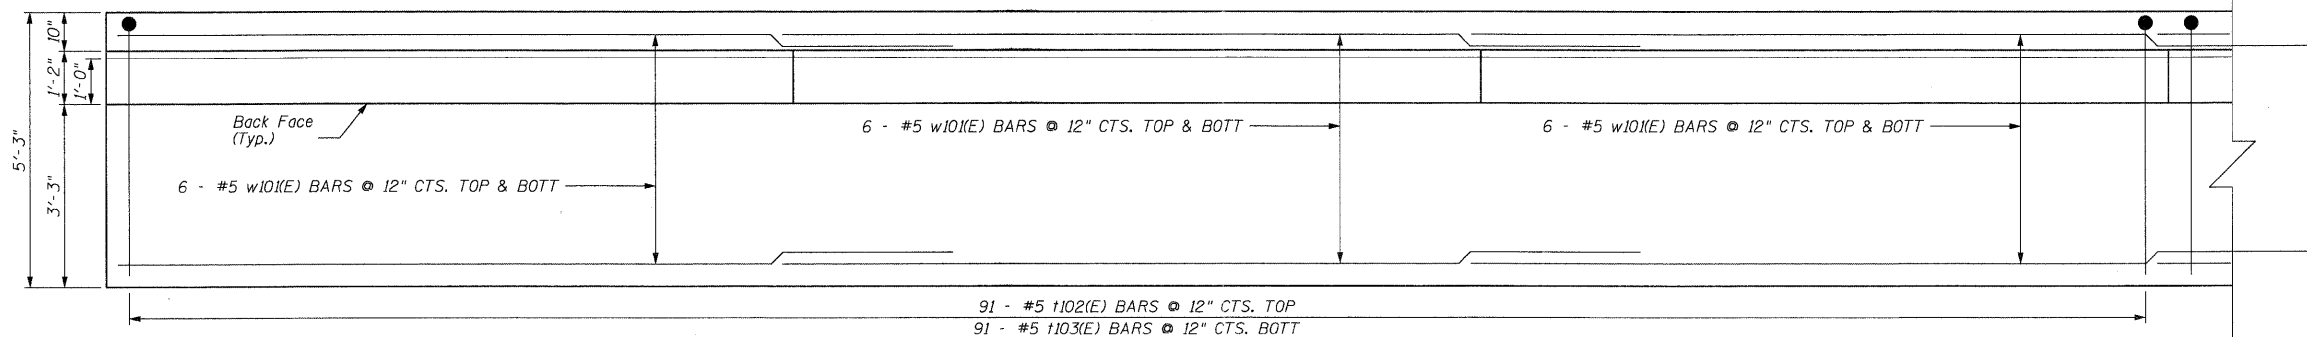 10"
1'-2"
1'-0"
5'-3"
3'-3"
Back Face
(Typ.)
6 - #5 w101(E) BARS @ 12" CTS. TOP & BOTT
6 - #5 w101(E) BARS @ 12" CTS. TOP & BOTT
6 - #5 w101(E) BARS @ 12" CTS. TOP & BOTT
91 - #5 t102(E) BARS @ 12" CTS. TOP
91 - #5 t103(E) BARS @ 12" CTS. BOTT